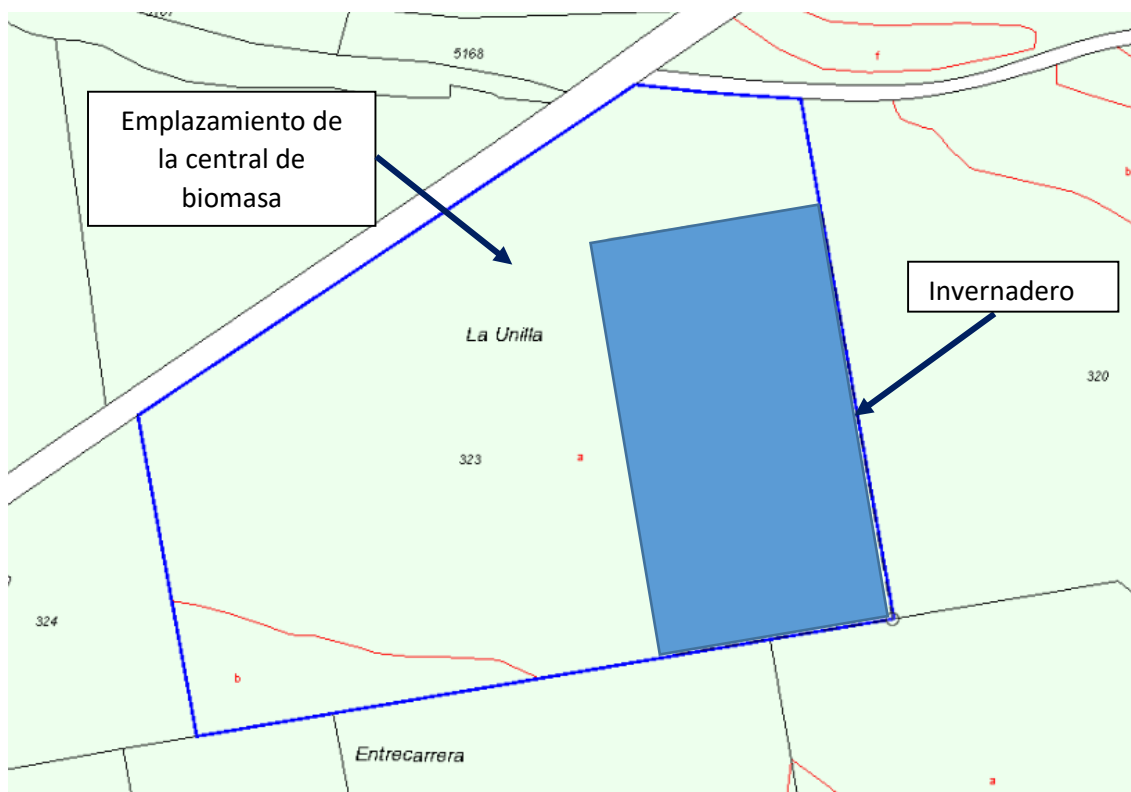 5168
f
Emplazamiento de
la central de
biomasa
b
Invernadero
La Unilla
320
323
a
324
b
Entrecarrera
a